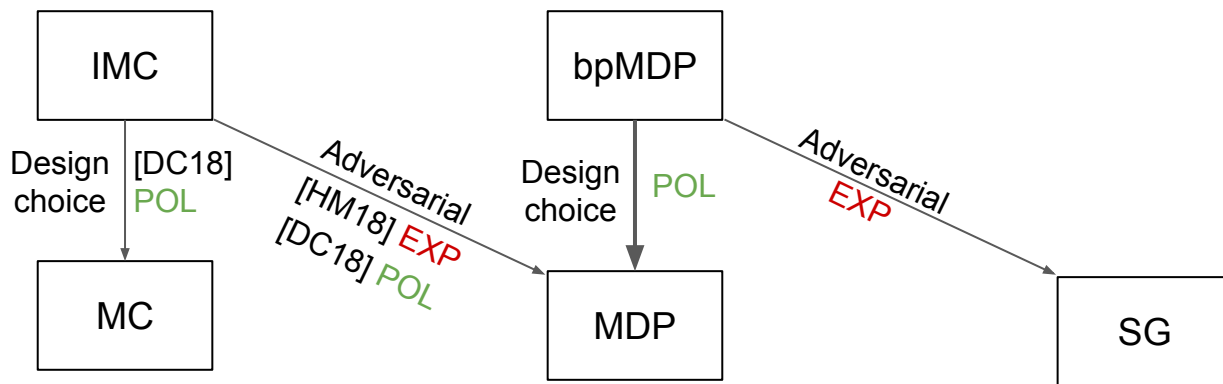 IMC
bpMDP
Design
choice
[DC18]
POL
Adversarial
[HM18] EXP
[DC18] POL
Design
choice
POL
Adversarial
EXP
MC
MDP
SG